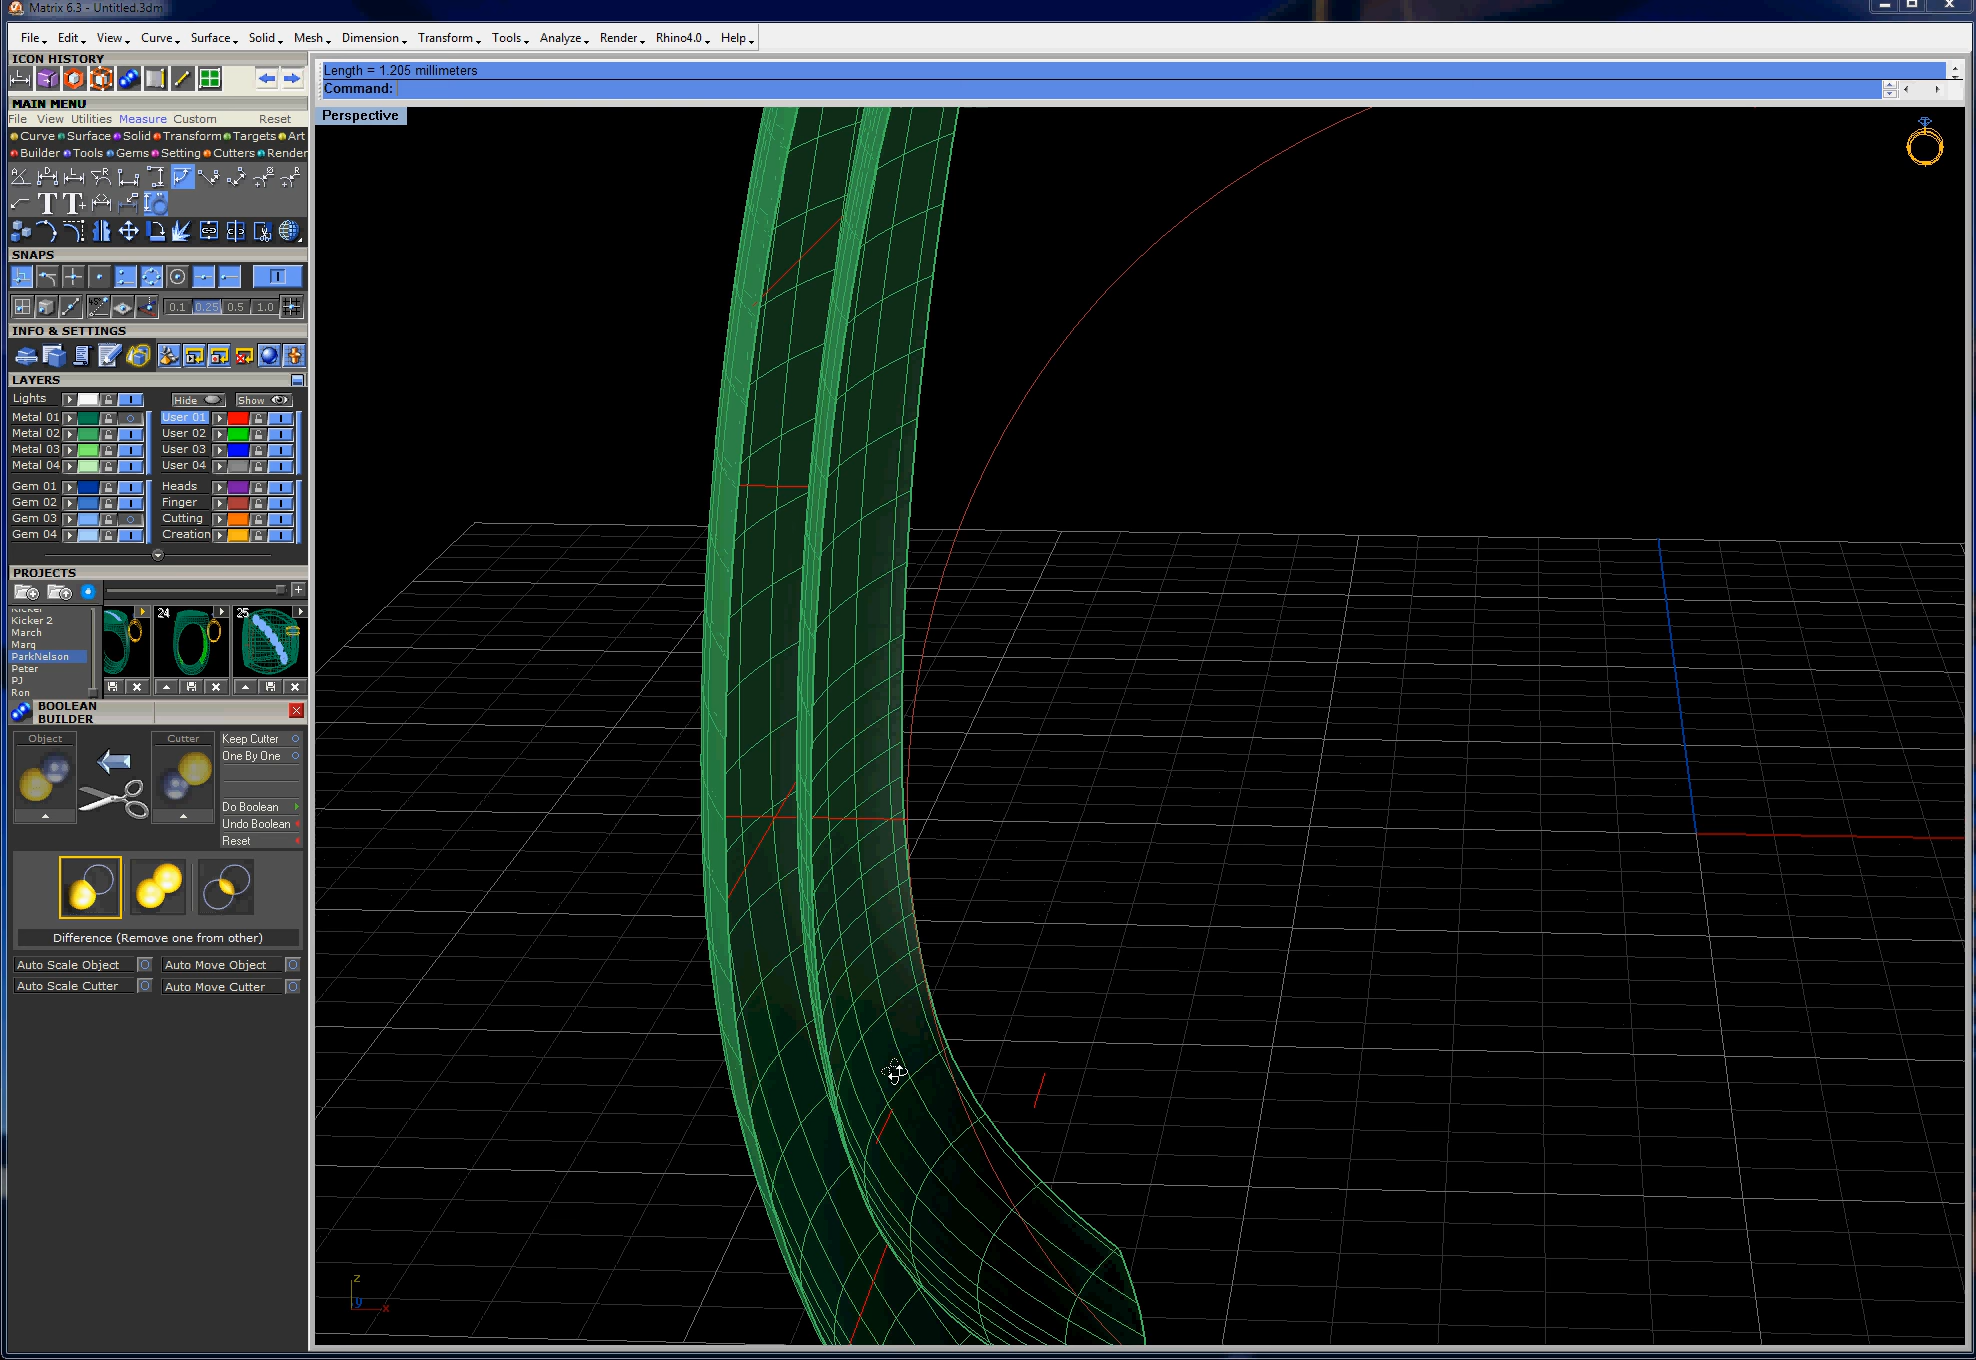 Matrix 6.3 - Untitled.3dm
File Edit View Curve Surface Solid Mesh Dimension Transform Tools Analyze Render Rhino4.0 Help
ICON HISTORY
Length = 1.205 millimeters
Command:
MAIN MENU
File View Utilities Measure Custom Reset
Curve Surface Solid Transform Targets Art
Builder Tools Gems Setting Cutters Render
Perspective
SNAPS
0.1 0.25 0.5 1.0
INFO & SETTINGS
LAYERS
Lights Hide Show
Metal 01 User 01
Metal 02 User 02
Metal 03 User 03
Metal 04 User 04
Gem 01 Heads
Gem 02 Finger
Gem 03 Cutting
Gem 04 Creation
PROJECTS
24 25
Kicker
Kicker 2
March
Marq
ParkNelson
Peter
PJ
Ron
BOOLEAN
BUILDER
Object Cutter Keep Cutter
One By One
Do Boolean
Undo Boolean
Reset
Difference (Remove one from other)
Auto Scale Object Auto Move Object
Auto Scale Cutter Auto Move Cutter
z
y x